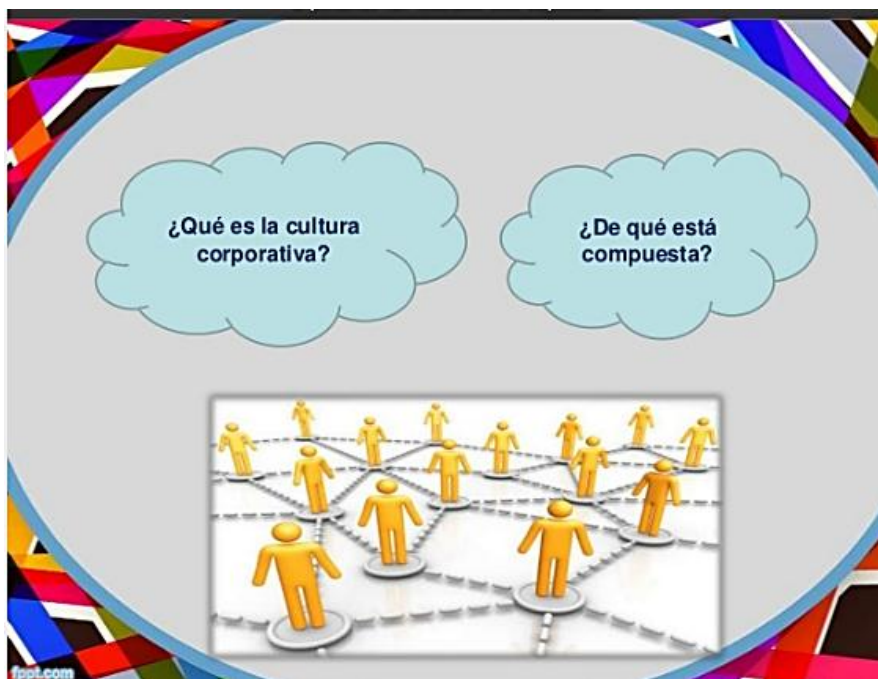 ¿Qué es la cultura
corporativa?
¿De qué está
compuesta?
fppt.com